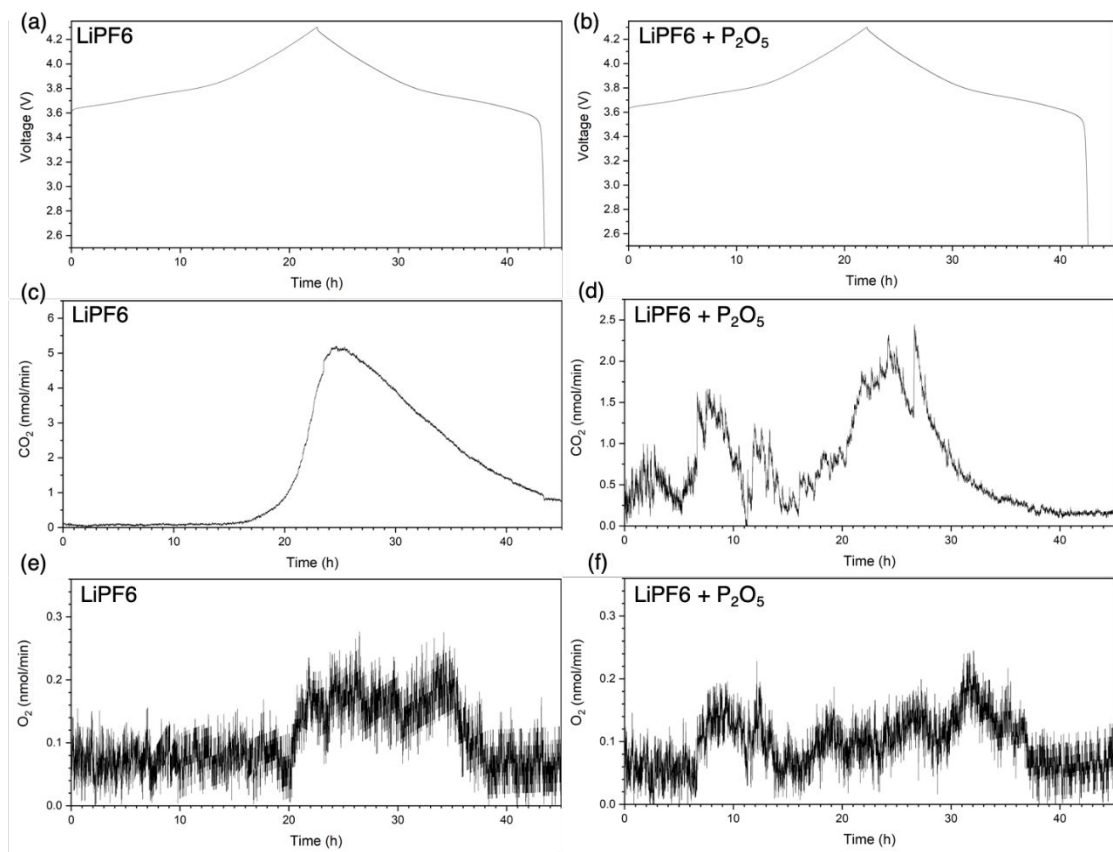 (a)
LiPF6
4.2
4.0
3.8
3.6
3.4
3.2
3.0
2.8
2.6
Voltage (V)
0 10 20 30 40
Time (h)
(b)
LiPF6 + P₂O₅
4.2
4.0
3.8
3.6
3.4
3.2
3.0
2.8
2.6
Voltage (V)
0 10 20 30 40
Time (h)
(c)
LiPF6
6
5
4
3
2
1
0
CO₂ (nmol/min)
0 10 20 30 40
Time (h)
(d)
LiPF6 + P₂O₅
2.5
2.0
1.5
1.0
0.5
0.0
CO₂ (nmol/min)
0 10 20 30 40
Time (h)
(e)
LiPF6
0.3
0.2
0.1
0.0
O₂ (nmol/min)
0 10 20 30 40
Time (h)
(f)
LiPF6 + P₂O₅
0.3
0.2
0.1
0.0
O₂ (nmol/min)
0 10 20 30 40
Time (h)